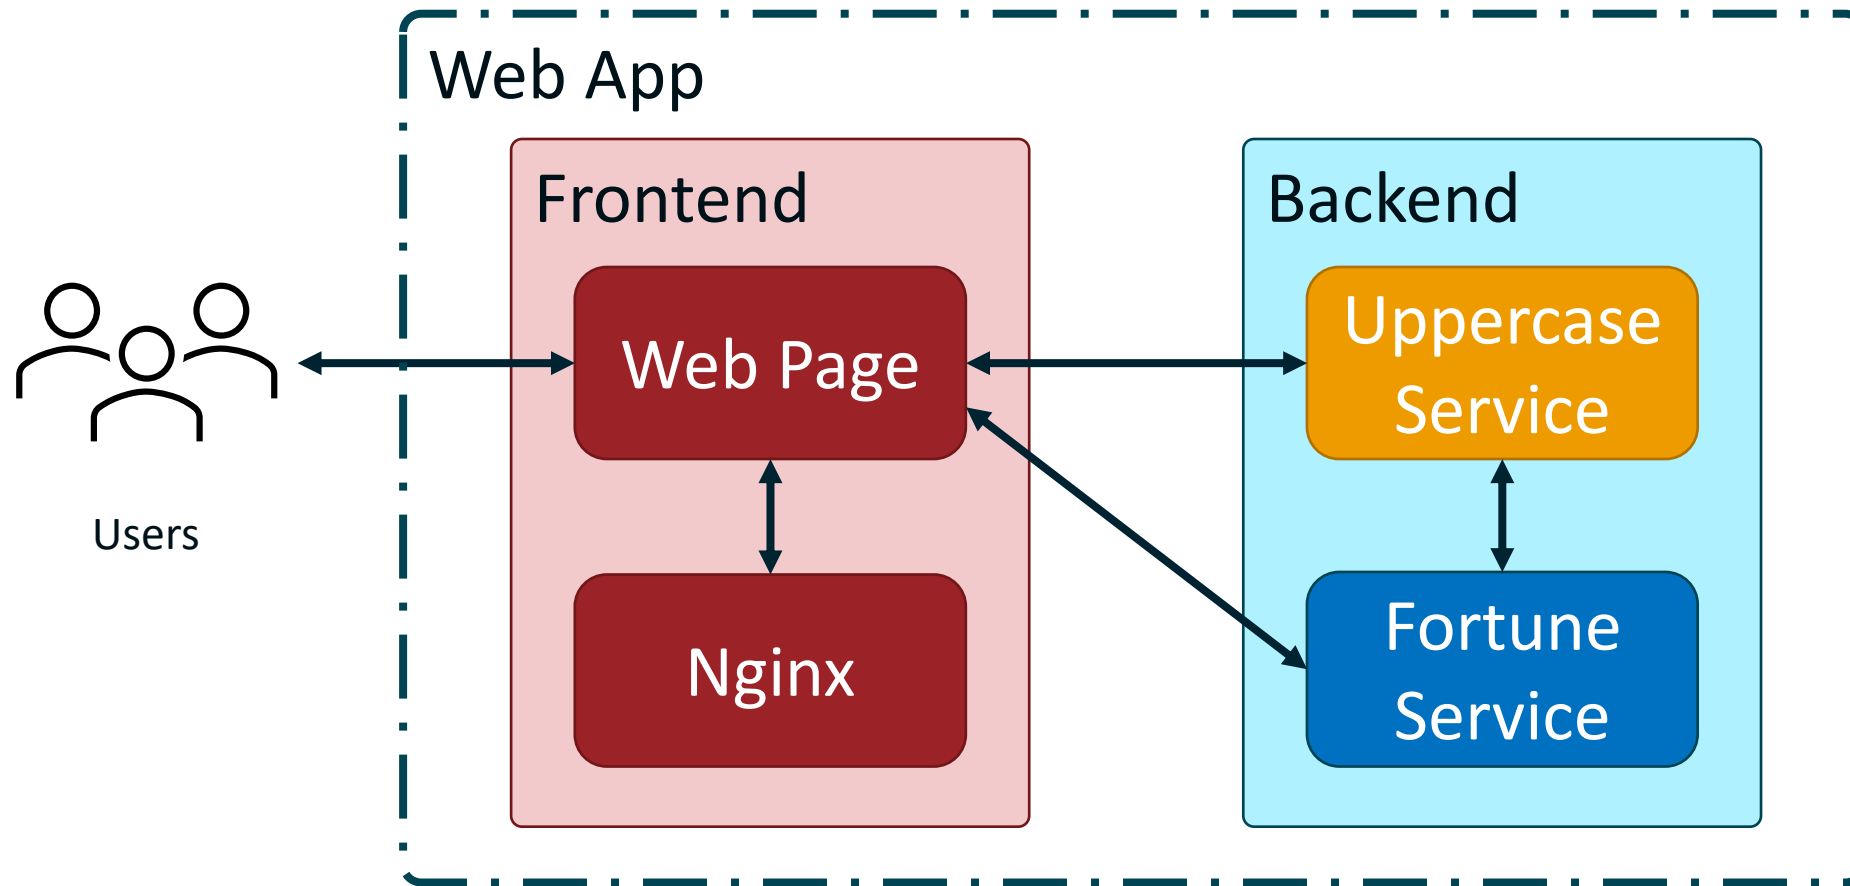 Web App
Frontend
Backend
Web Page
Uppercase
Service
Users
Nginx
Fortune
Service